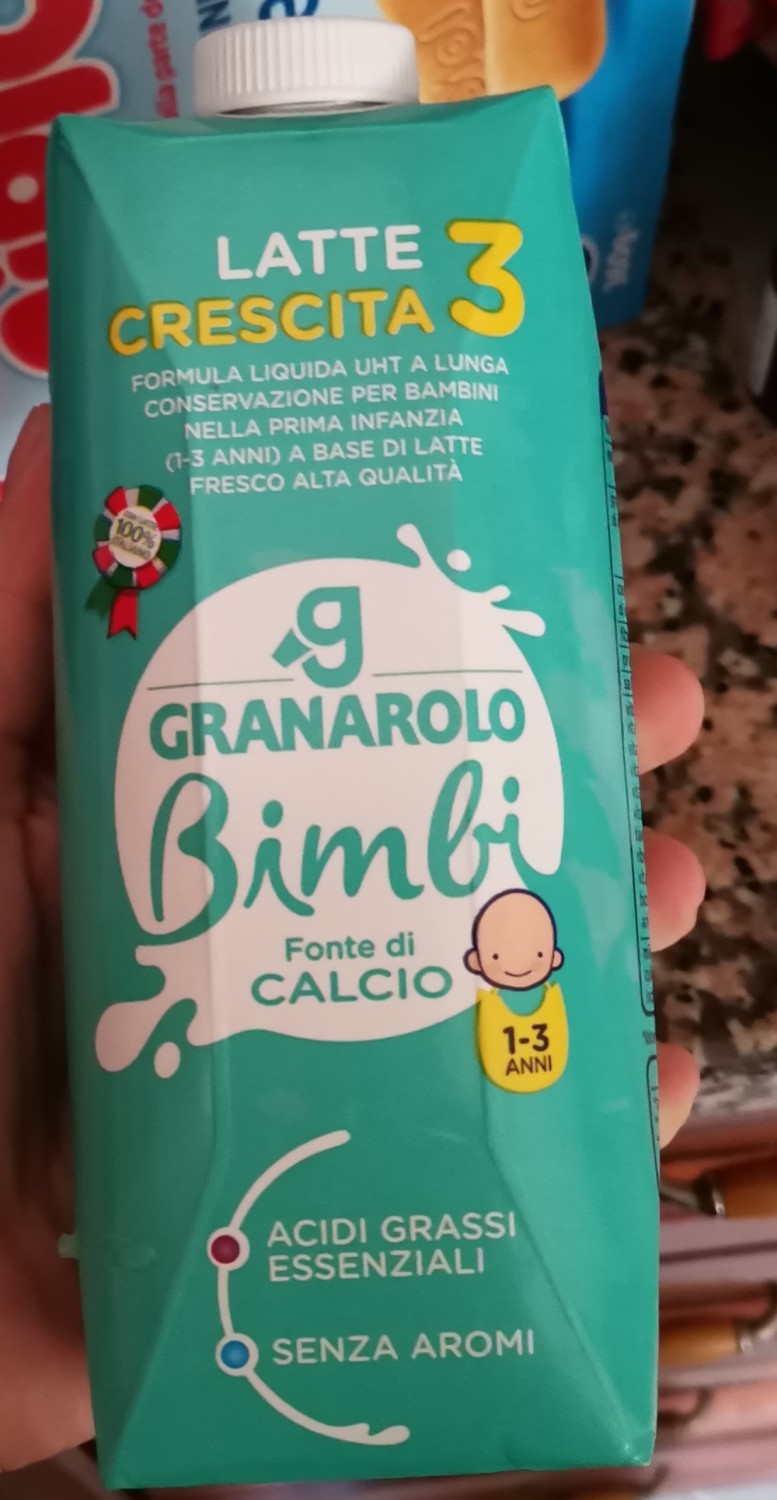 LATTE
CRESCITA 3
FORMULA LIQUIDA UHT A LUNGA
CONSERVAZIONE PER BAMBINI
NELLA PRIMA INFANZIA
(1-3 ANNI) A BASE DI LATTE
FRESCO ALTA QUALITÀ
100%
g
GRANAROLO
Bimbi
Fonte di
CALCIO
1-3
ANNI
ACIDI GRASSI
ESSENZIALI
SENZA AROMI